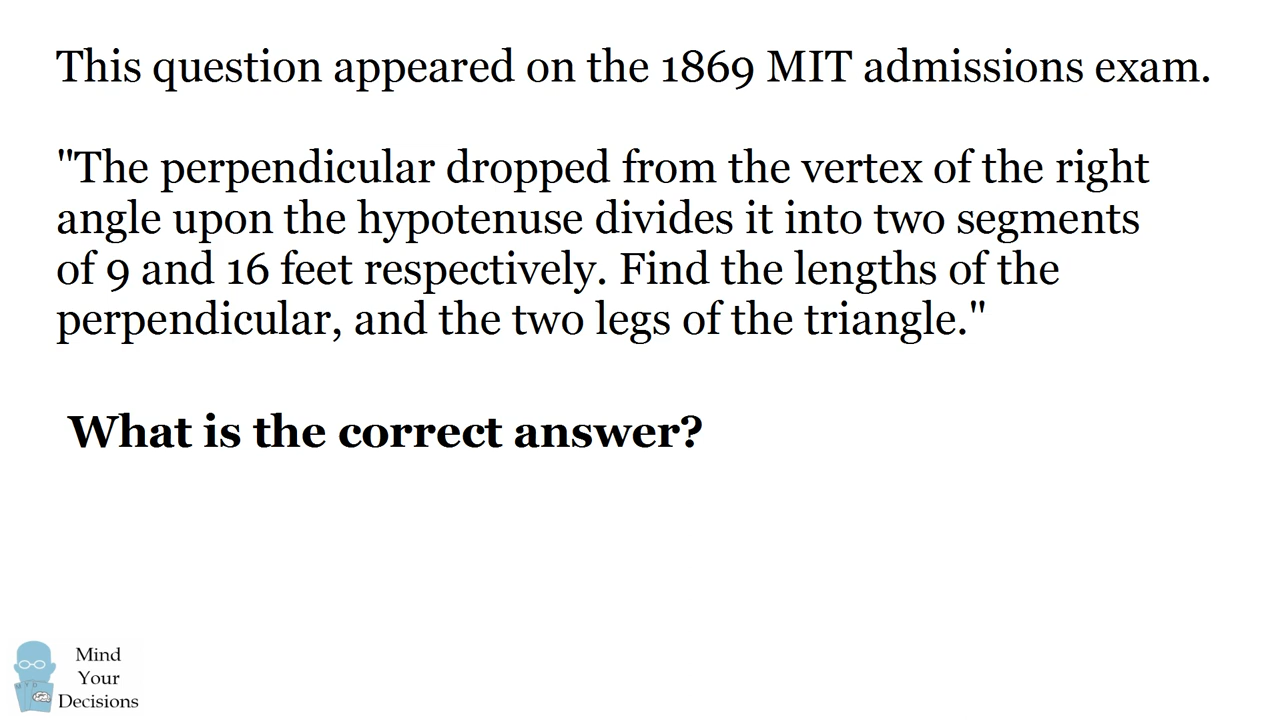 This question appeared on the 1869 MIT admissions exam.
"The perpendicular dropped from the vertex of the right
angle upon the hypotenuse divides it into two segments
of 9 and 16 feet respectively. Find the lengths of the
perpendicular, and the two legs of the triangle."
What is the correct answer?
Mind
Your
Decisions